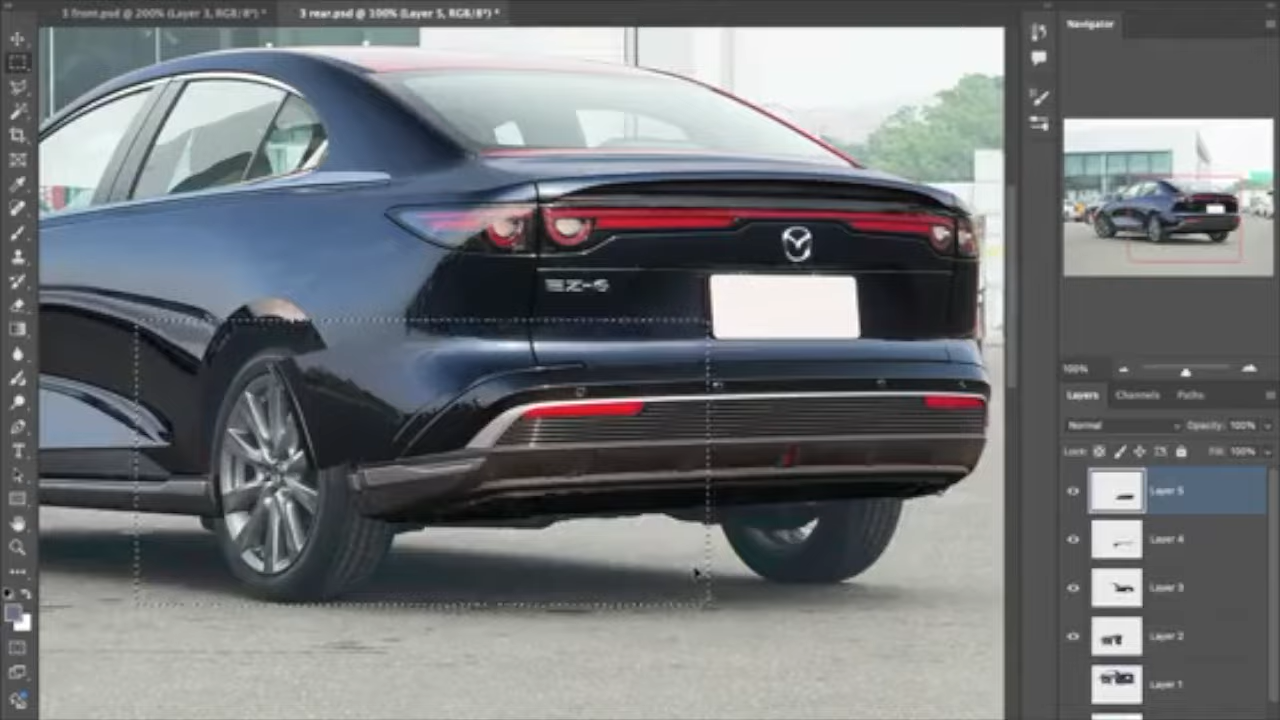 5 front.psd @ 200% (Layer 3, RGB/8*) *
3 rear.psd @ 100% (Layer 5, RGB/8*) *
Navigator
EZ-6
100%
Layers Channels Paths
Normal Opacity: 100%
Lock: Fill: 100%
Layer 5
Layer 4
Layer 3
Layer 2
Layer 1